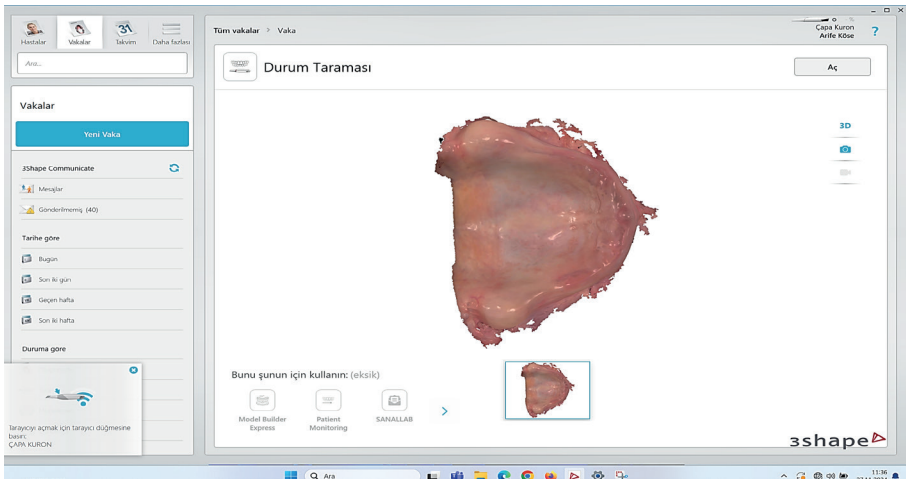 Hastalar
Vakalar
31
Takvim
Daha fazlası
Ara...
Vakalar
Yeni Vaka
3Shape Communicate
Mesajlar
Gönderilmemiş (40)
Tarihe göre
Bugün
Son iki gün
Geçen hafta
Son iki hafta
Duruma göre
Tarayıcıyı açmak için tarayıcı düğmesine
basın:
ÇAPA KURON
Tüm vakalar > Vaka
Çapa Kuron
Arife Köse
?
Durum Taraması
Aç
3D
Bunu şunun için kullanın: (eksik)
Model Builder
Express
Patient
Monitoring
SANALLAB
3shape
Ara
11:36